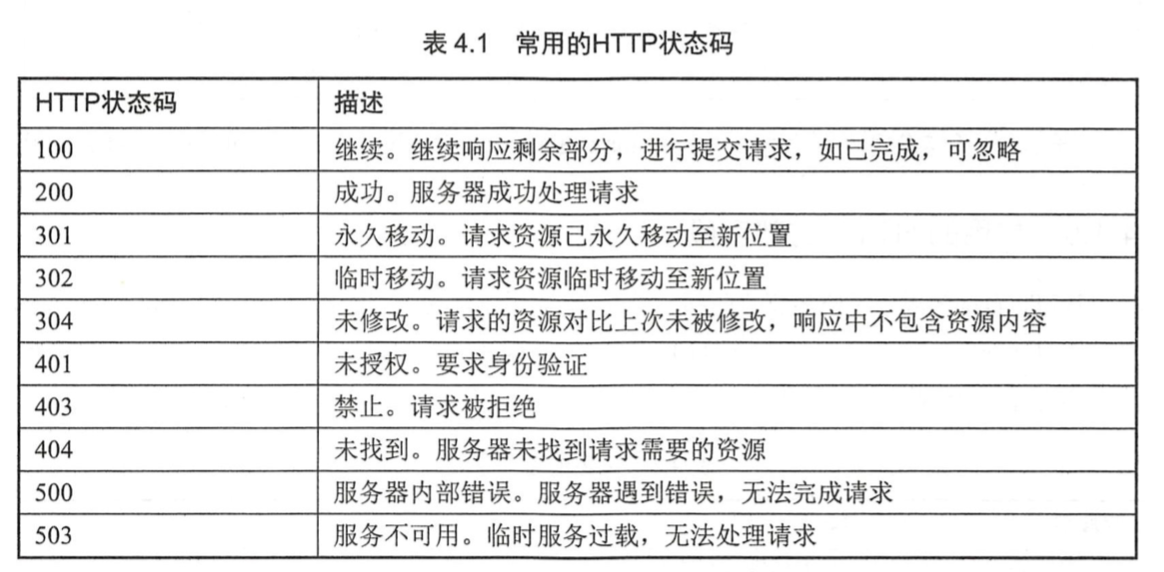 表 4.1 常用的HTTP状态码
HTTP状态码 描述
100 继续。继续响应剩余部分，进行提交请求，如已完成，可忽略
200 成功。服务器成功处理请求
301 永久移动。请求资源已永久移动至新位置
302 临时移动。请求资源临时移动至新位置
304 未修改。请求的资源对比上次未被修改，响应中不包含资源内容
401 未授权。要求身份验证
403 禁止。请求被拒绝
404 未找到。服务器未找到请求需要的资源
500 服务器内部错误。服务器遇到错误，无法完成请求
503 服务不可用。临时服务过载，无法处理请求